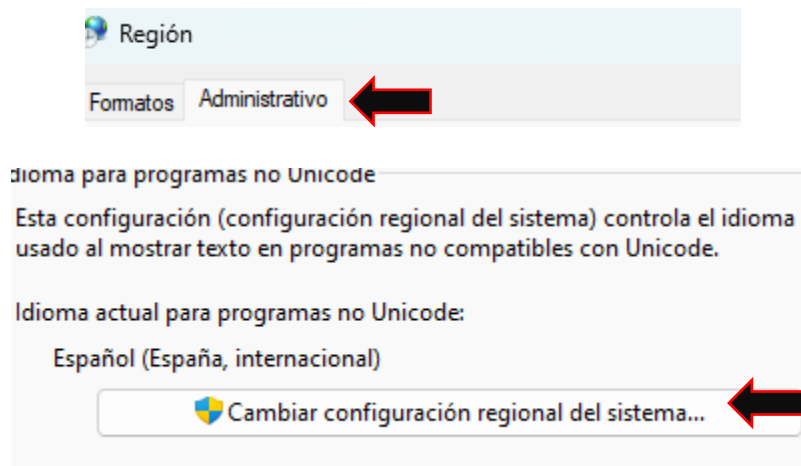 Región
Formatos Administrativo
idioma para programas no Unicode
Esta configuración (configuración regional del sistema) controla el idioma
usado al mostrar texto en programas no compatibles con Unicode.
Idioma actual para programas no Unicode:
Español (España, internacional)
Cambiar configuración regional del sistema...